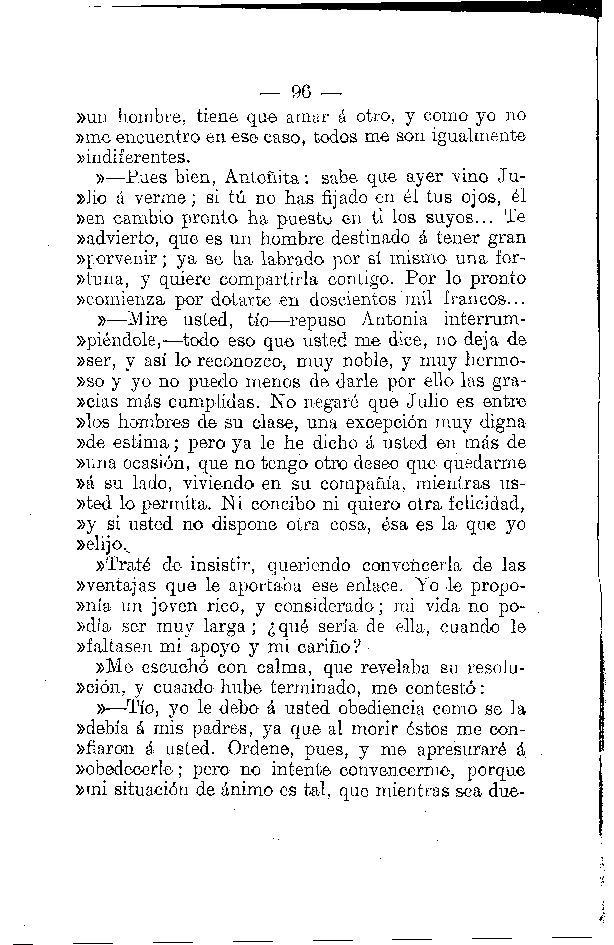 — 96 —
»un hombre, tiene que amar á otro, y como yo no
»me encuentro en ese caso, todos me son igualmente
»indiferentes.
»—Pues bien, Antoñita: sabe que ayer vino Ju-
»lio á verme; si tú no has fijado en él tus ojos, él
»en cambio pronto ha puesto en ti los suyos... Te
»advierto, que es un hombre destinado á tener gran
»porvenir; ya se ha labrado por sí mismo una for-
»tuna, y quiere compartirla contigo. Por lo pronto
»comienza por dotarte en doscientos mil francos...
»—Mire usted, tío—repuso Antonia interrum-
»piéndole,—todo eso que usted me dice, no deja de
»ser, y así lo reconozco, muy noble, y muy hermo-
»so y yo no puedo menos de darle por ello las gra-
»cias más cumplidas. No negaré que Julio es entre
»los hombres de su clase, una excepción muy digna
»de estima; pero ya le he dicho á usted en más de
»una ocasión, que no tengo otro deseo que quedarme
»á su lado, viviendo en su compañía, mientras us-
»ted lo permita. Ni concibo ni quiero otra felicidad,
»y si usted no dispone otra cosa, ésa es la que yo
»elijo.
»Traté de insistir, queriendo convencerla de las
»ventajas que le aportaba ese enlace. Yo le propo-
»nía un joven rico, y considerado; mi vida no po-
»día ser muy larga; ¿qué sería de ella, cuando le
»faltasen mi apoyo y mi cariño?
»Me escuchó con calma, que revelaba su resolu-
»ción, y cuando hube terminado, me contestó:
»—Tío, yo le debo á usted obediencia como se la
»debía á mis padres, ya que al morir éstos me con-
»fiaron á usted. Ordene, pues, y me apresuraré á
»obedecerle; pero no intente convencerme, porque
»mi situación de ánimo es tal, que mientras sea due-